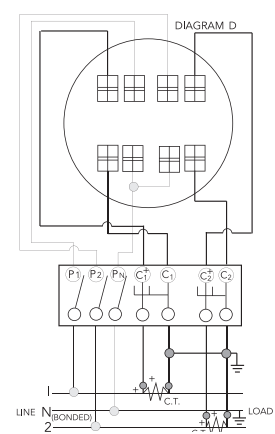 DIAGRAM D
P1 P2 PN C1+ C1 C2+ C2
+ +
1
C.T.
LINE N (BONDED) LOAD
+ +
2
C.T.